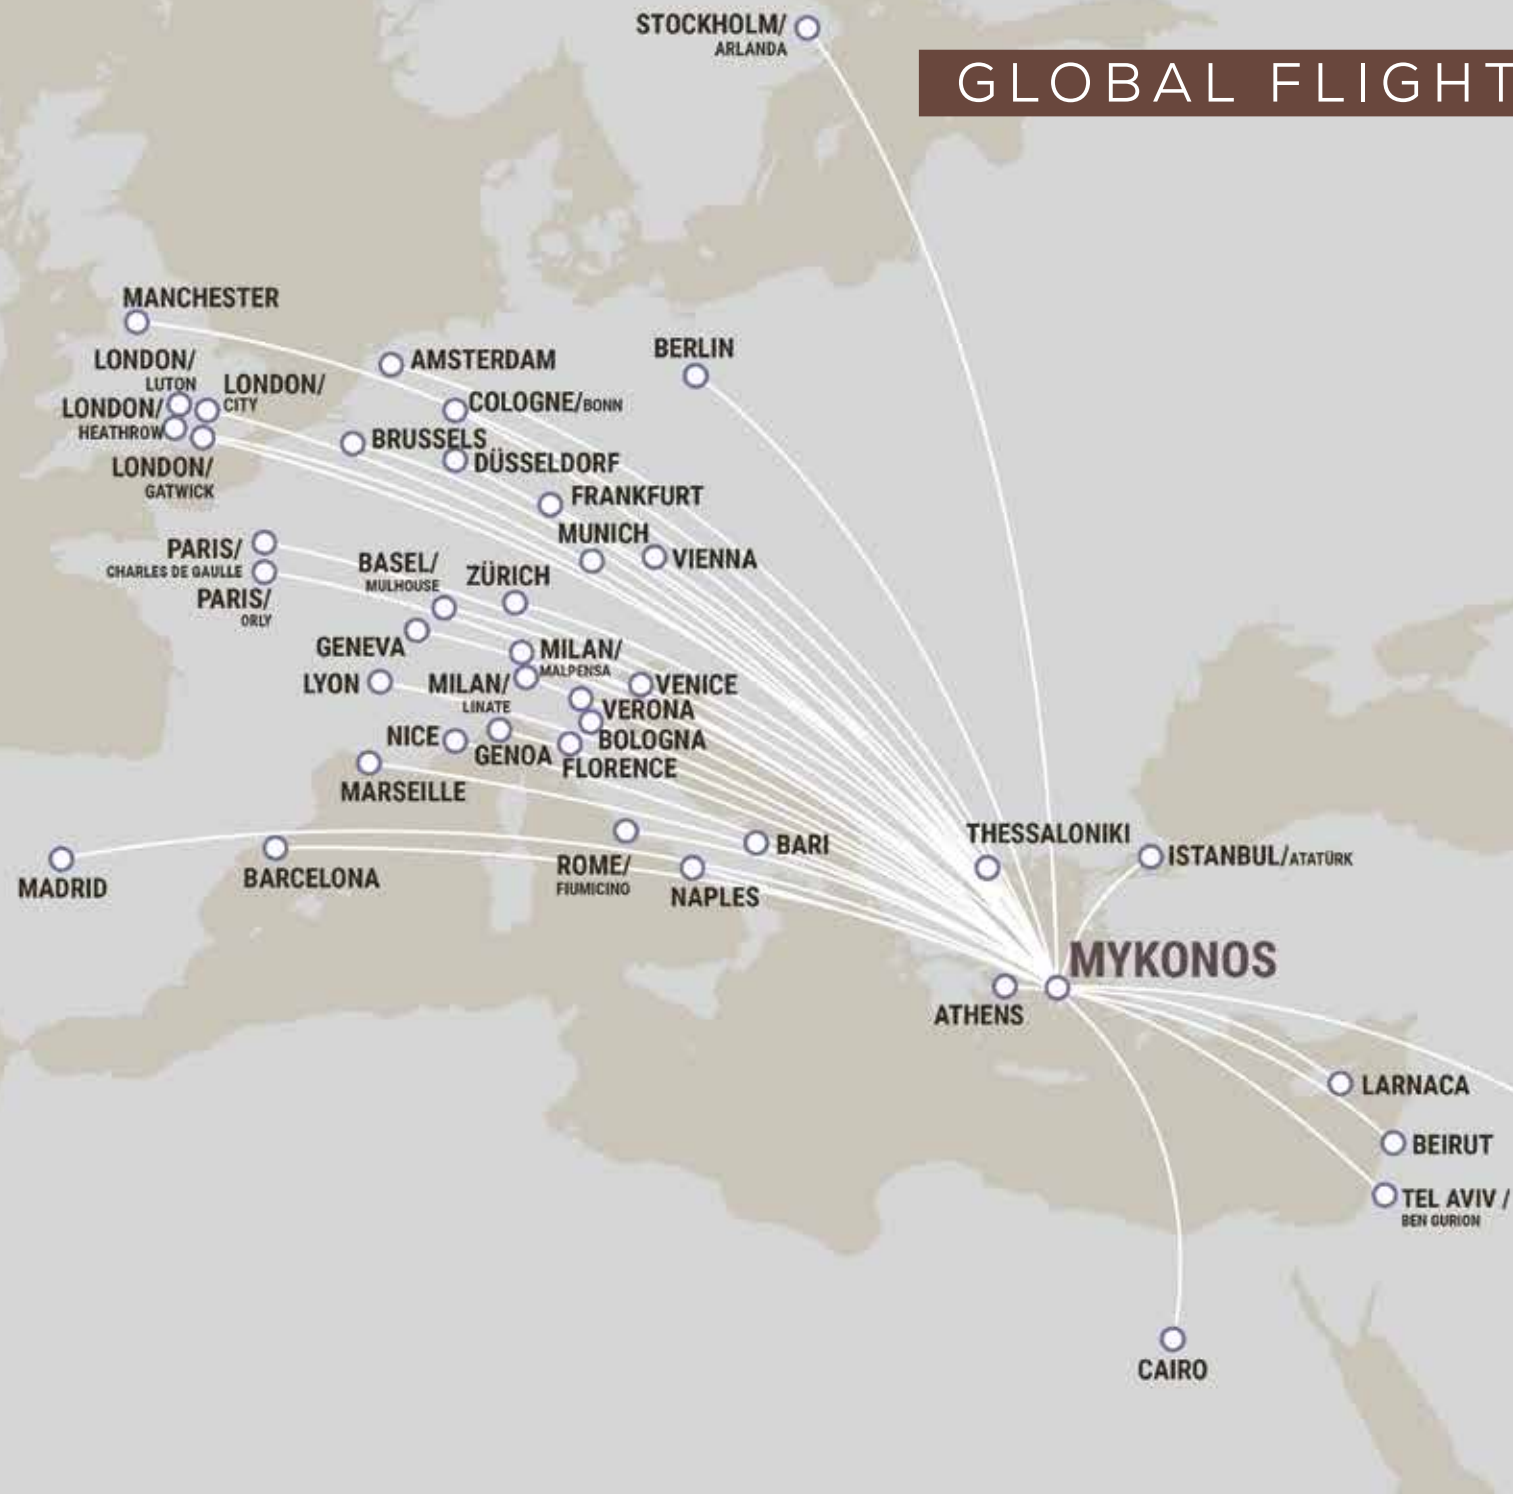 STOCKHOLM/
ARLANDA
GLOBAL FLIGHT
MANCHESTER
LONDON/
LUTON
LONDON/
CITY
LONDON/
HEATHROW
LONDON/
GATWICK
AMSTERDAM
BERLIN
COLOGNE/BONN
BRUSSELS
DÜSSELDORF
FRANKFURT
MUNICH
VIENNA
PARIS/
CHARLES DE GAULLE
PARIS/
ORLY
BASEL/
MULHOUSE
ZÜRICH
GENEVA
MILAN/
MALPENSA
LYON
MILAN/
LINATE
VENICE
VERONA
NICE
GENOA
BOLOGNA
FLORENCE
MARSEILLE
MADRID
BARCELONA
ROME/
FIUMICINO
NAPLES
BARI
THESSALONIKI
ISTANBUL/ATATÜRK
MYKONOS
ATHENS
LARNACA
BEIRUT
TEL AVIV /
BEN GURION
CAIRO